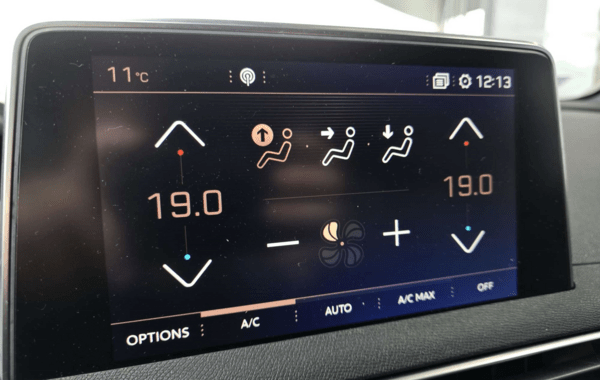 11°C 12:13
19.0 19.0
OPTIONS A/C AUTO A/C MAX OFF